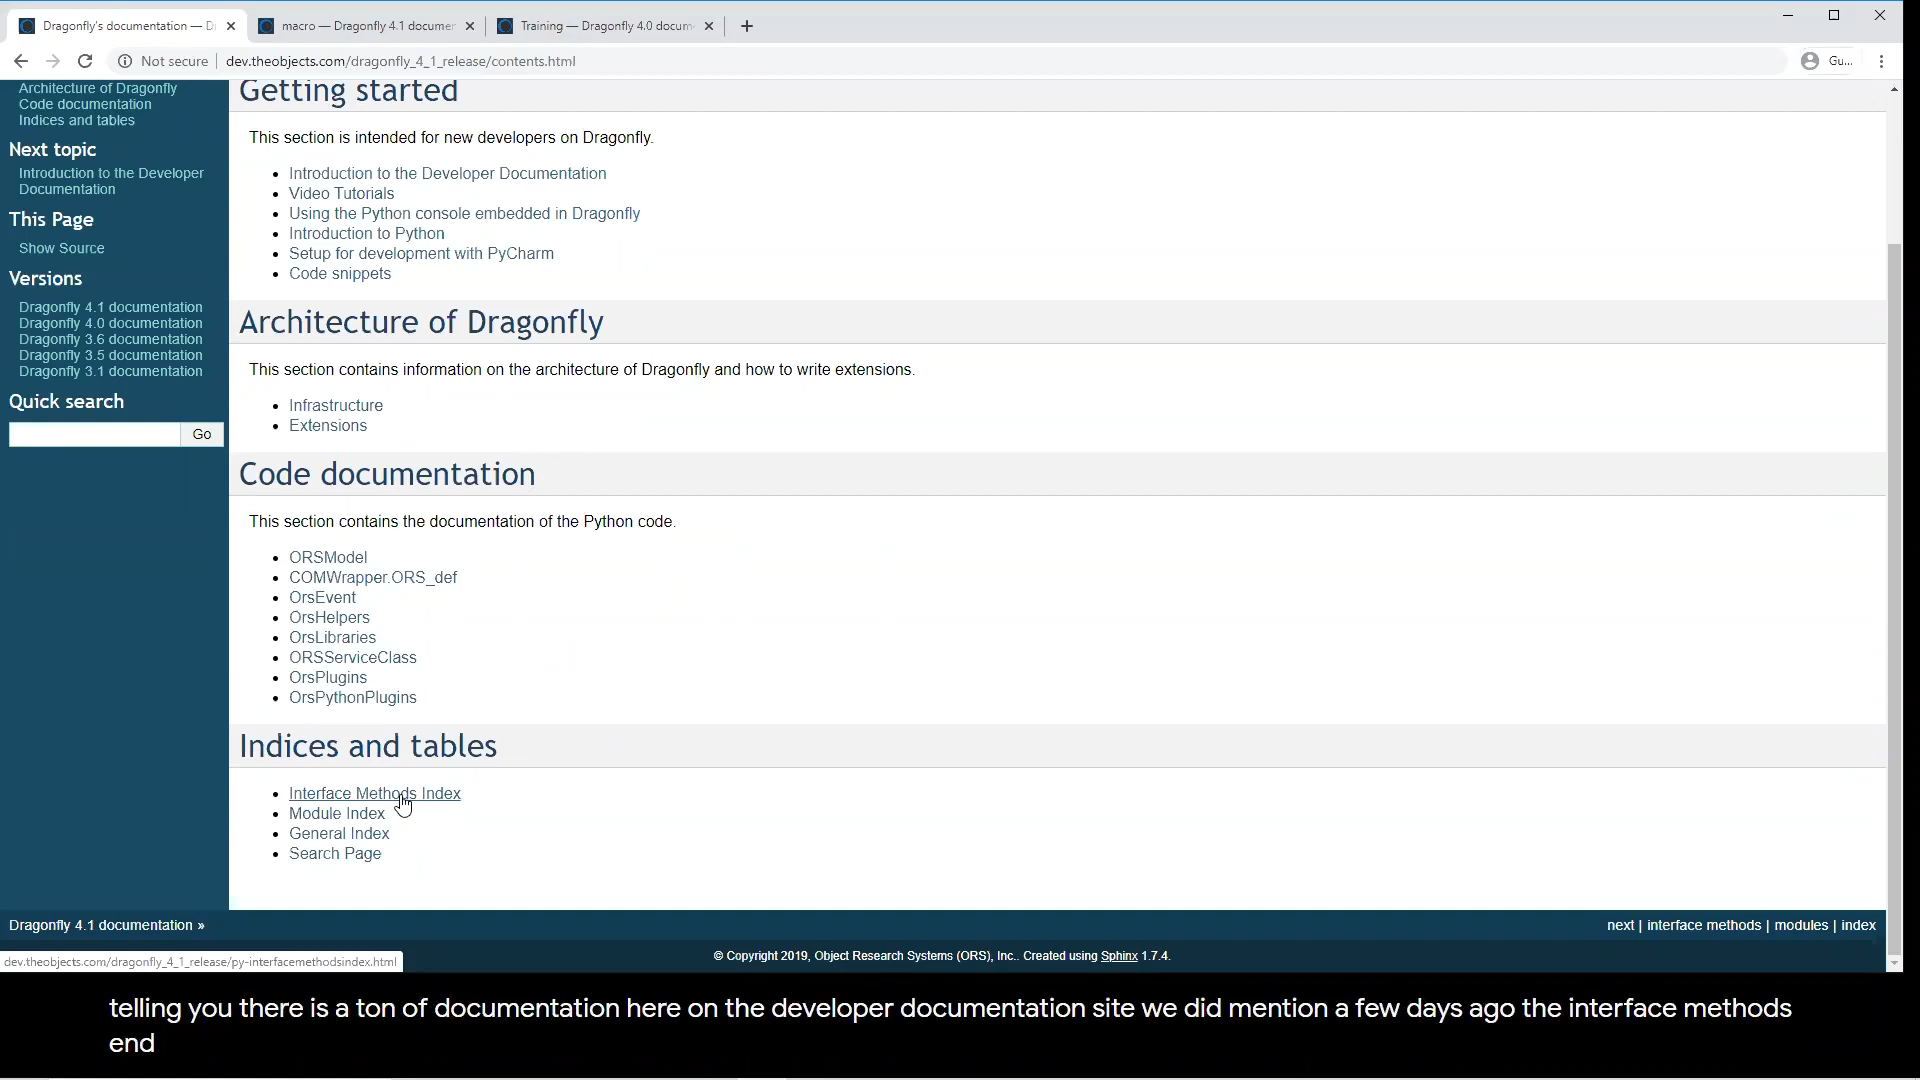 Dragonfly's documentation — D
macro — Dragonfly 4.1 documen
Training — Dragonfly 4.0 docum
Not secure
dev.theobjects.com/dragonfly_4_1_release/contents.html
Gu...
Architecture of Dragonfly
Code documentation
Indices and tables
Next topic
Introduction to the Developer
Documentation
This Page
Show Source
Versions
Dragonfly 4.1 documentation
Dragonfly 4.0 documentation
Dragonfly 3.6 documentation
Dragonfly 3.5 documentation
Dragonfly 3.1 documentation
Quick search
Go
Getting started
This section is intended for new developers on Dragonfly.
Introduction to the Developer Documentation
Video Tutorials
Using the Python console embedded in Dragonfly
Introduction to Python
Setup for development with PyCharm
Code snippets
Architecture of Dragonfly
This section contains information on the architecture of Dragonfly and how to write extensions.
Infrastructure
Extensions
Code documentation
This section contains the documentation of the Python code.
ORSModel
COMWrapper.ORS_def
OrsEvent
OrsHelpers
OrsLibraries
ORSServiceClass
OrsPlugins
OrsPythonPlugins
Indices and tables
Interface Methods Index
Module Index
General Index
Search Page
Dragonfly 4.1 documentation »
next | interface methods | modules | index
dev.theobjects.com/dragonfly_4_1_release/py-interfacemethodsindex.html
© Copyright 2019, Object Research Systems (ORS), Inc.. Created using Sphinx 1.7.4.
telling you there is a ton of documentation here on the developer documentation site we did mention a few days ago the interface methods
end